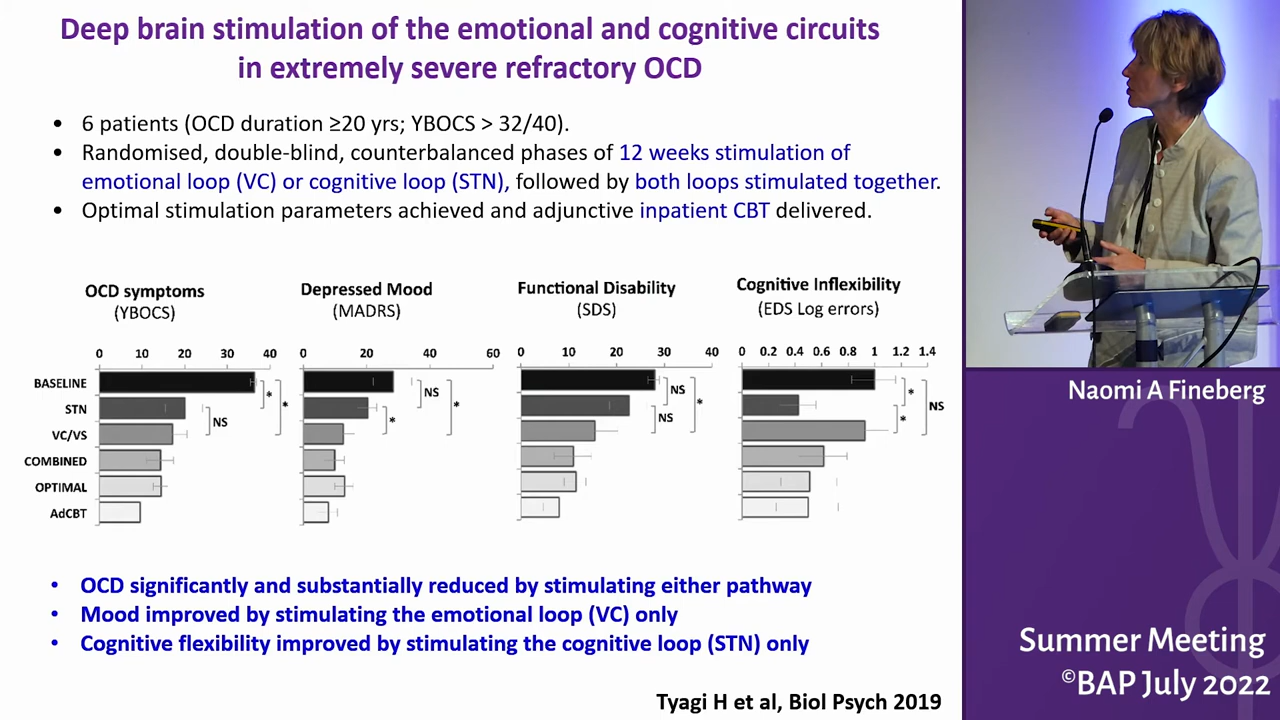 Deep brain stimulation of the emotional and cognitive circuits
in extremely severe refractory OCD
• 6 patients (OCD duration ≥20 yrs; YBOCS > 32/40).
• Randomised, double-blind, counterbalanced phases of 12 weeks stimulation of
emotional loop (VC) or cognitive loop (STN), followed by both loops stimulated together.
• Optimal stimulation parameters achieved and adjunctive inpatient CBT delivered.
OCD symptoms
(YBOCS)
0 10 20 30 40
BASELINE
STN
VC/VS
COMBINED
OPTIMAL
AdCBT
*
*
NS
Depressed Mood
(MADRS)
0 20 40 60
NS
*
*
Functional Disability
(SDS)
0 10 20 30 40
NS
*
NS
Cognitive Inflexibility
(EDS Log errors)
0 0.2 0.4 0.6 0.8 1 1.2 1.4
*
NS
*
• OCD significantly and substantially reduced by stimulating either pathway
• Mood improved by stimulating the emotional loop (VC) only
• Cognitive flexibility improved by stimulating the cognitive loop (STN) only
Tyagi H et al, Biol Psych 2019
Naomi A Fineberg
Summer Meeting
©BAP July 2022